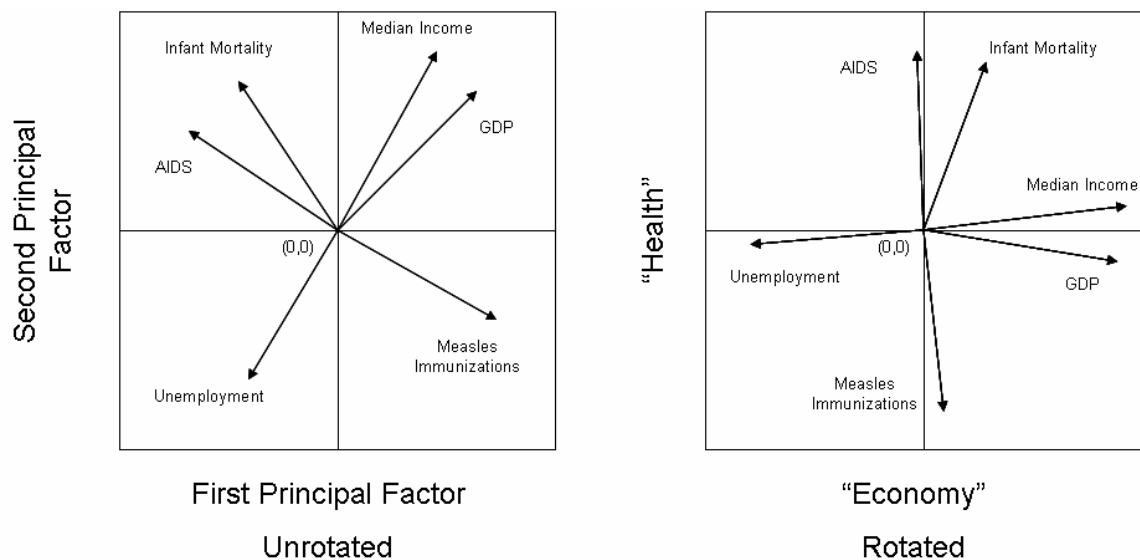 Second Principal
Factor
Infant Mortality
Median Income
AIDS
GDP
(0,0)
Unemployment
Measles
Immunizations
First Principal Factor
Unrotated
“Health”
AIDS
Infant Mortality
Median Income
Unemployment
(0,0)
GDP
Measles
Immunizations
“Economy”
Rotated